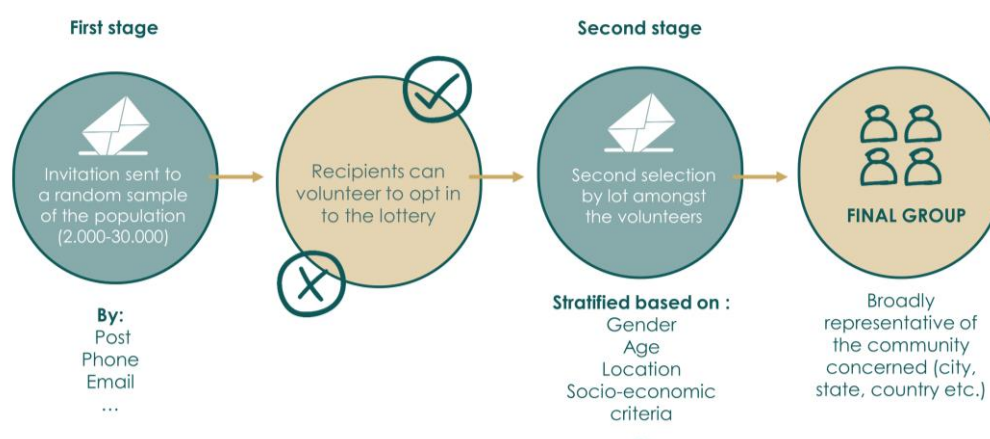 First stage
Invitation sent to
a random sample
of the population
(2.000-30.000)
By:
Post
Phone
Email
...
Recipients can
volunteer to opt in
to the lottery
Second stage
Second selection
by lot amongst
the volunteers
Stratified based on :
Gender
Age
Location
Socio-economic
criteria
FINAL GROUP
Broadly
representative of
the community
concerned (city,
state, country etc.)